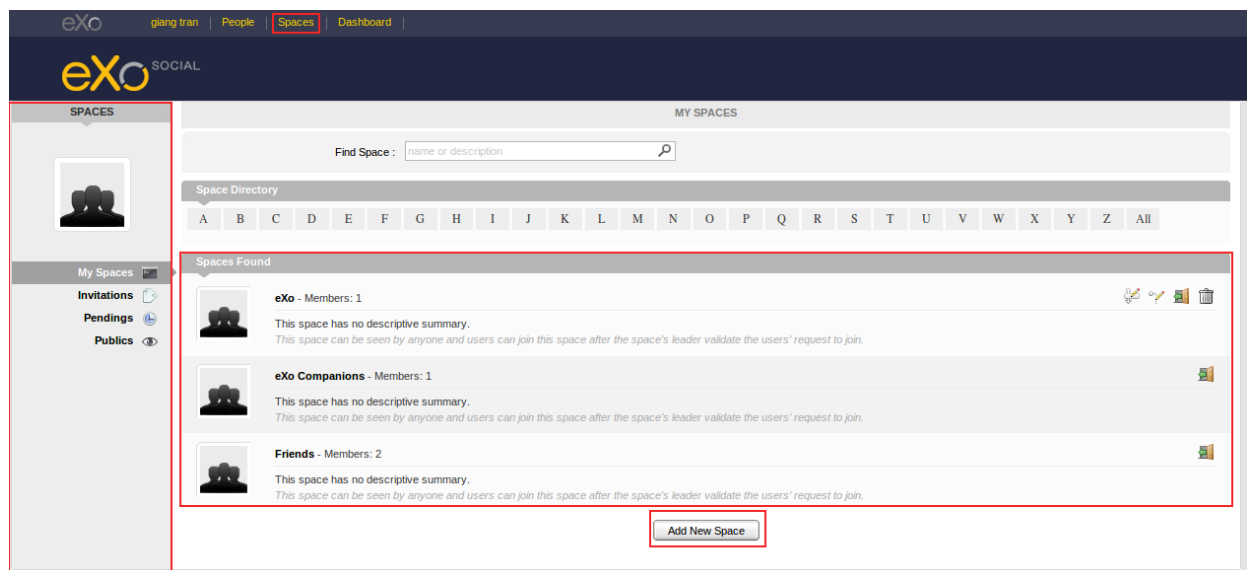 eXo giang tran People Spaces Dashboard
eXo SOCIAL
SPACES
MY SPACES
Find Space : name or description
Space Directory
A B C D E F G H I J K L M N O P Q R S T U V W X Y Z All
Spaces Found
My Spaces
Invitations
Pendings
Publics
eXo - Members: 1
This space has no descriptive summary.
This space can be seen by anyone and users can join this space after the space's leader validate the users' request to join.
eXo Companions - Members: 1
This space has no descriptive summary.
This space can be seen by anyone and users can join this space after the space's leader validate the users' request to join.
Friends - Members: 2
This space has no descriptive summary.
This space can be seen by anyone and users can join this space after the space's leader validate the users' request to join.
Add New Space